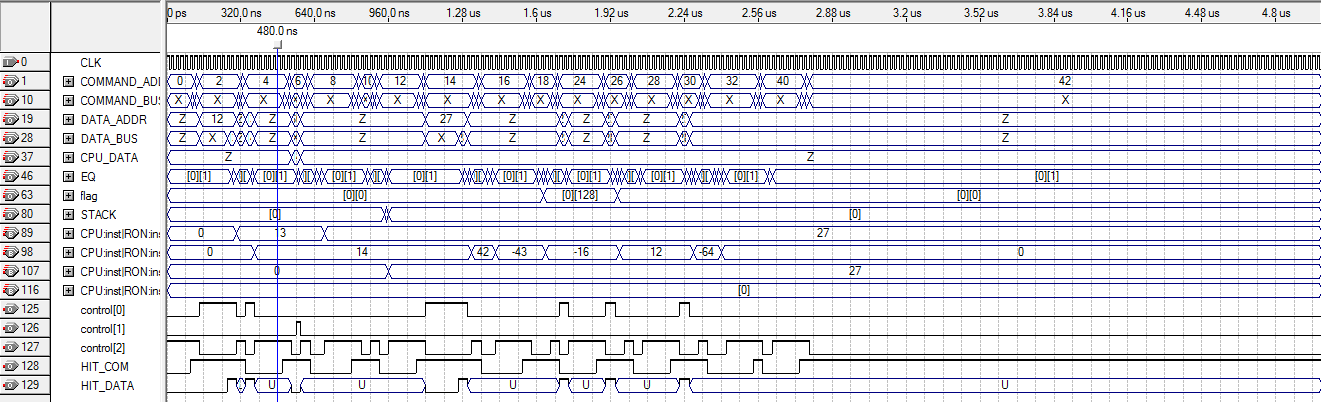 0 ps 320.0 ns 640.0 ns 960.0 ns 1.28 us 1.6 us 1.92 us 2.24 us 2.56 us 2.88 us 3.2 us 3.52 us 3.84 us 4.16 us 4.48 us 4.8 us
480.0 ns
0 CLK
1 COMMAND_ADI 0 2 4 6 8 10 12 14 16 18 24 26 28 30 32 40 42
10 COMMAND_BU: X X X X X X X X X X X X X X X
19 DATA_ADDR Z 12 Z Z 27 Z Z Z Z
28 DATA_BUS Z X Z Z X Z Z Z Z
37 CPU_DATA Z Z
46 EQ [0][1] [0][1] [0][1] [0][1] [0][1] [0][1] [0][1] [0][1] [0][1]
63 flag [0][0] [0][128] [0][0]
80 STACK [0] [0]
89 CPU:inst|RON:in: 0 13 27
98 CPU:inst|RON:in: 0 14 42 -43 -16 12 -64 0
107 CPU:inst|RON:in: 0 27
116 CPU:inst|RON:in: [0]
125 control[0]
126 control[1]
127 control[2]
128 HIT_COM
129 HIT_DATA U U U U U U